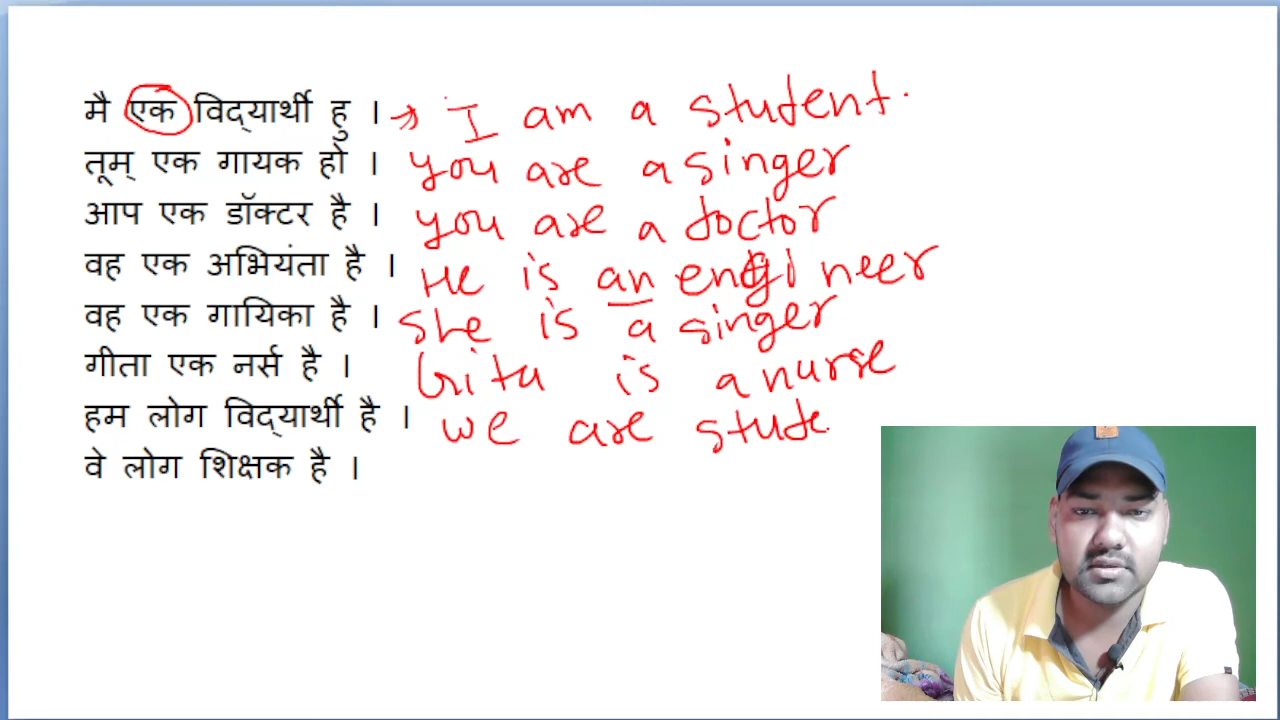 मै एक विद्यार्थी हु । → I am a student.
तूम् एक गायक हो । you are a singer
आप एक डॉक्टर है । you are a doctor
वह एक अभियंता है । He is an engineer
वह एक गायिका है । she is a singer
गीता एक नर्स है । Gita is a nurse
हम लोग विद्यार्थी है । we are stude
वे लोग शिक्षक है ।